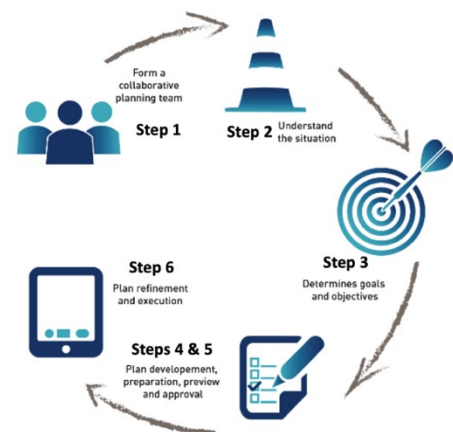 Form a
collaborative
planning team
Step 1
Step 2
Understand
the situation
Step 3
Determines goals
and objectives
Steps 4 & 5
Plan developement,
preparation, preview
and approval
Step 6
Plan refinement
and execution